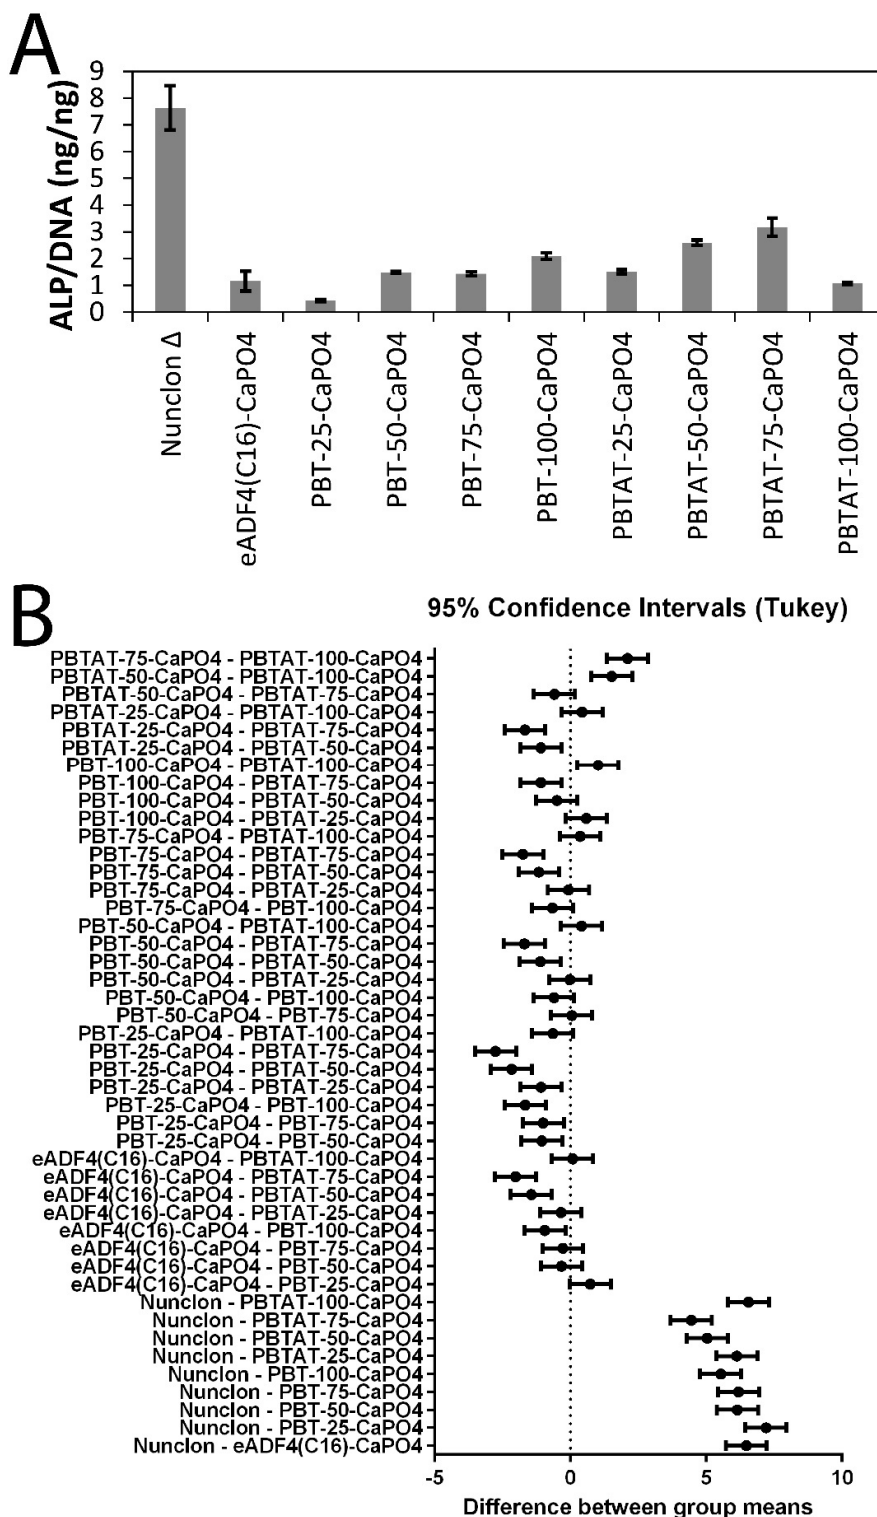 A
9
8
7
6
5
4
3
2
1
0
ALP/DNA (ng/ng)
Nunclon Δ
eADF4(C16)-CaPO4
PBT-25-CaPO4
PBT-50-CaPO4
PBT-75-CaPO4
PBT-100-CaPO4
PBTAT-25-CaPO4
PBTAT-50-CaPO4
PBTAT-75-CaPO4
PBTAT-100-CaPO4
B
95% Confidence Intervals (Tukey)
PBTAT-75-CaPO4 - PBTAT-100-CaPO4
PBTAT-50-CaPO4 - PBTAT-100-CaPO4
PBTAT-50-CaPO4 - PBTAT-75-CaPO4
PBTAT-25-CaPO4 - PBTAT-100-CaPO4
PBTAT-25-CaPO4 - PBTAT-75-CaPO4
PBTAT-25-CaPO4 - PBTAT-50-CaPO4
PBT-100-CaPO4 - PBTAT-100-CaPO4
PBT-100-CaPO4 - PBTAT-75-CaPO4
PBT-100-CaPO4 - PBTAT-50-CaPO4
PBT-100-CaPO4 - PBTAT-25-CaPO4
PBT-75-CaPO4 - PBTAT-100-CaPO4
PBT-75-CaPO4 - PBTAT-75-CaPO4
PBT-75-CaPO4 - PBTAT-50-CaPO4
PBT-75-CaPO4 - PBTAT-25-CaPO4
PBT-75-CaPO4 - PBT-100-CaPO4
PBT-50-CaPO4 - PBTAT-100-CaPO4
PBT-50-CaPO4 - PBTAT-75-CaPO4
PBT-50-CaPO4 - PBTAT-50-CaPO4
PBT-50-CaPO4 - PBTAT-25-CaPO4
PBT-50-CaPO4 - PBT-100-CaPO4
PBT-50-CaPO4 - PBT-75-CaPO4
PBT-25-CaPO4 - PBTAT-100-CaPO4
PBT-25-CaPO4 - PBTAT-75-CaPO4
PBT-25-CaPO4 - PBTAT-50-CaPO4
PBT-25-CaPO4 - PBTAT-25-CaPO4
PBT-25-CaPO4 - PBT-100-CaPO4
PBT-25-CaPO4 - PBT-75-CaPO4
PBT-25-CaPO4 - PBT-50-CaPO4
eADF4(C16)-CaPO4 - PBTAT-100-CaPO4
eADF4(C16)-CaPO4 - PBTAT-75-CaPO4
eADF4(C16)-CaPO4 - PBTAT-50-CaPO4
eADF4(C16)-CaPO4 - PBTAT-25-CaPO4
eADF4(C16)-CaPO4 - PBT-100-CaPO4
eADF4(C16)-CaPO4 - PBT-75-CaPO4
eADF4(C16)-CaPO4 - PBT-50-CaPO4
eADF4(C16)-CaPO4 - PBT-25-CaPO4
Nunclon - PBTAT-100-CaPO4
Nunclon - PBTAT-75-CaPO4
Nunclon - PBTAT-50-CaPO4
Nunclon - PBTAT-25-CaPO4
Nunclon - PBT-100-CaPO4
Nunclon - PBT-75-CaPO4
Nunclon - PBT-50-CaPO4
Nunclon - PBT-25-CaPO4
Nunclon - eADF4(C16)-CaPO4
-5 0 5 10
Difference between group means